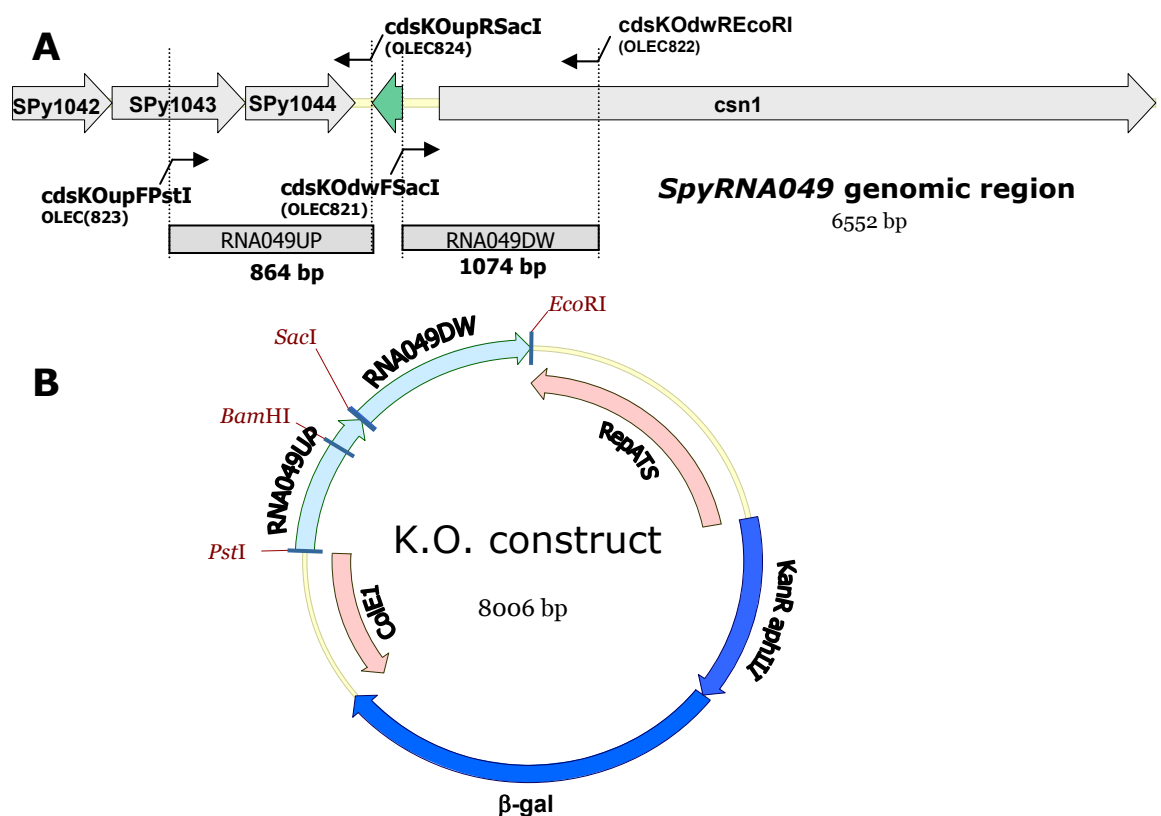 A
cdsKOupRSacI
(OLEC824)
cdsKOdwREcoRI
(OLEC822)
SPy1042
SPy1043
SPy1044
csn1
cdsKOupFPstI
OLEC(823)
cdsKOdwFSacI
(OLEC821)
SpyRNA049 genomic region
6552 bp
RNA049UP
864 bp
RNA049DW
1074 bp
B
EcoRI
SacI
RNA049DW
BamHI
RNA049UP
PstI
RepATS
K.O. construct
8006 bp
ColE1
KanR aphIII'
β-gal